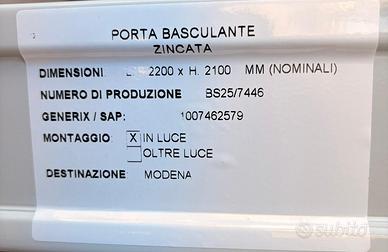 PORTA BASCULANTE
ZINCATA
DIMENSIONI L. 2200 x H. 2100 MM (NOMINALI)
NUMERO DI PRODUZIONE BS25/7446
GENERIX / SAP: 1007462579
MONTAGGIO: X IN LUCE
OLTRE LUCE
DESTINAZIONE: MODENA
subito